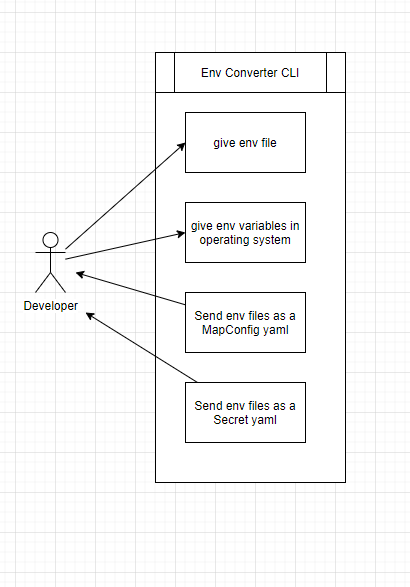 Env Converter CLI
give env file
give env variables in
operating system
Developer
Send env files as a
MapConfig yaml
Send env files as a
Secret yaml